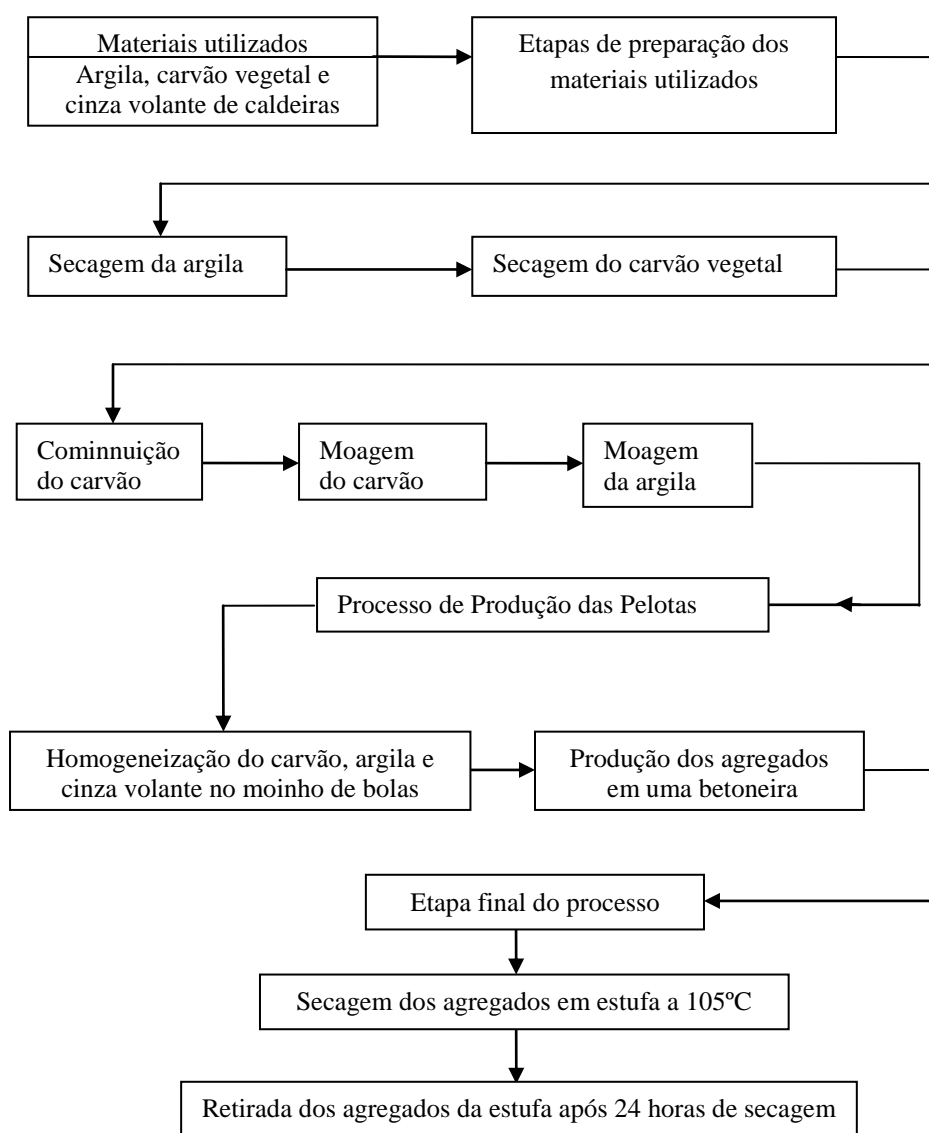 Materiais utilizados
Argila, carvão vegetal e
cinza volante de caldeiras
Etapas de preparação dos
materiais utilizados
Secagem da argila
Secagem do carvão vegetal
Cominnuição
do carvão
Moagem
do carvão
Moagem
da argila
Processo de Produção das Pelotas
Homogeneização do carvão, argila e
cinza volante no moinho de bolas
Produção dos agregados
em uma betoneira
Etapa final do processo
Secagem dos agregados em estufa a 105ºC
Retirada dos agregados da estufa após 24 horas de secagem